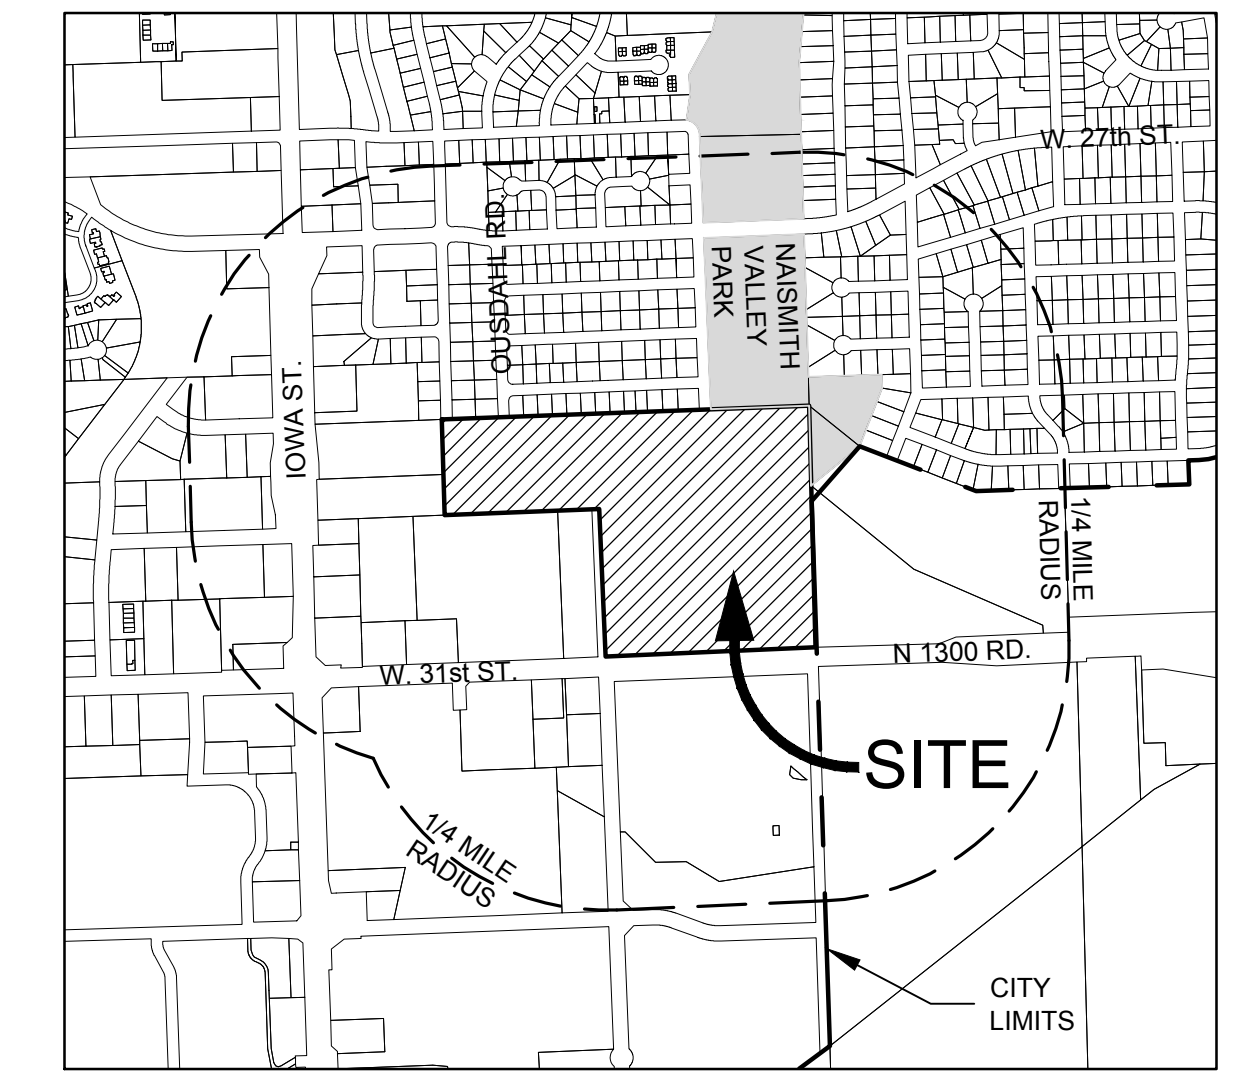 W. 27th ST.
OUSDAHL RD.
NAISMITH
VALLEY
PARK
IOWA ST.
1/4 MILE
RADIUS
N 1300 RD.
W. 31st ST.
SITE
1/4 MILE
RADIUS
CITY
LIMITS